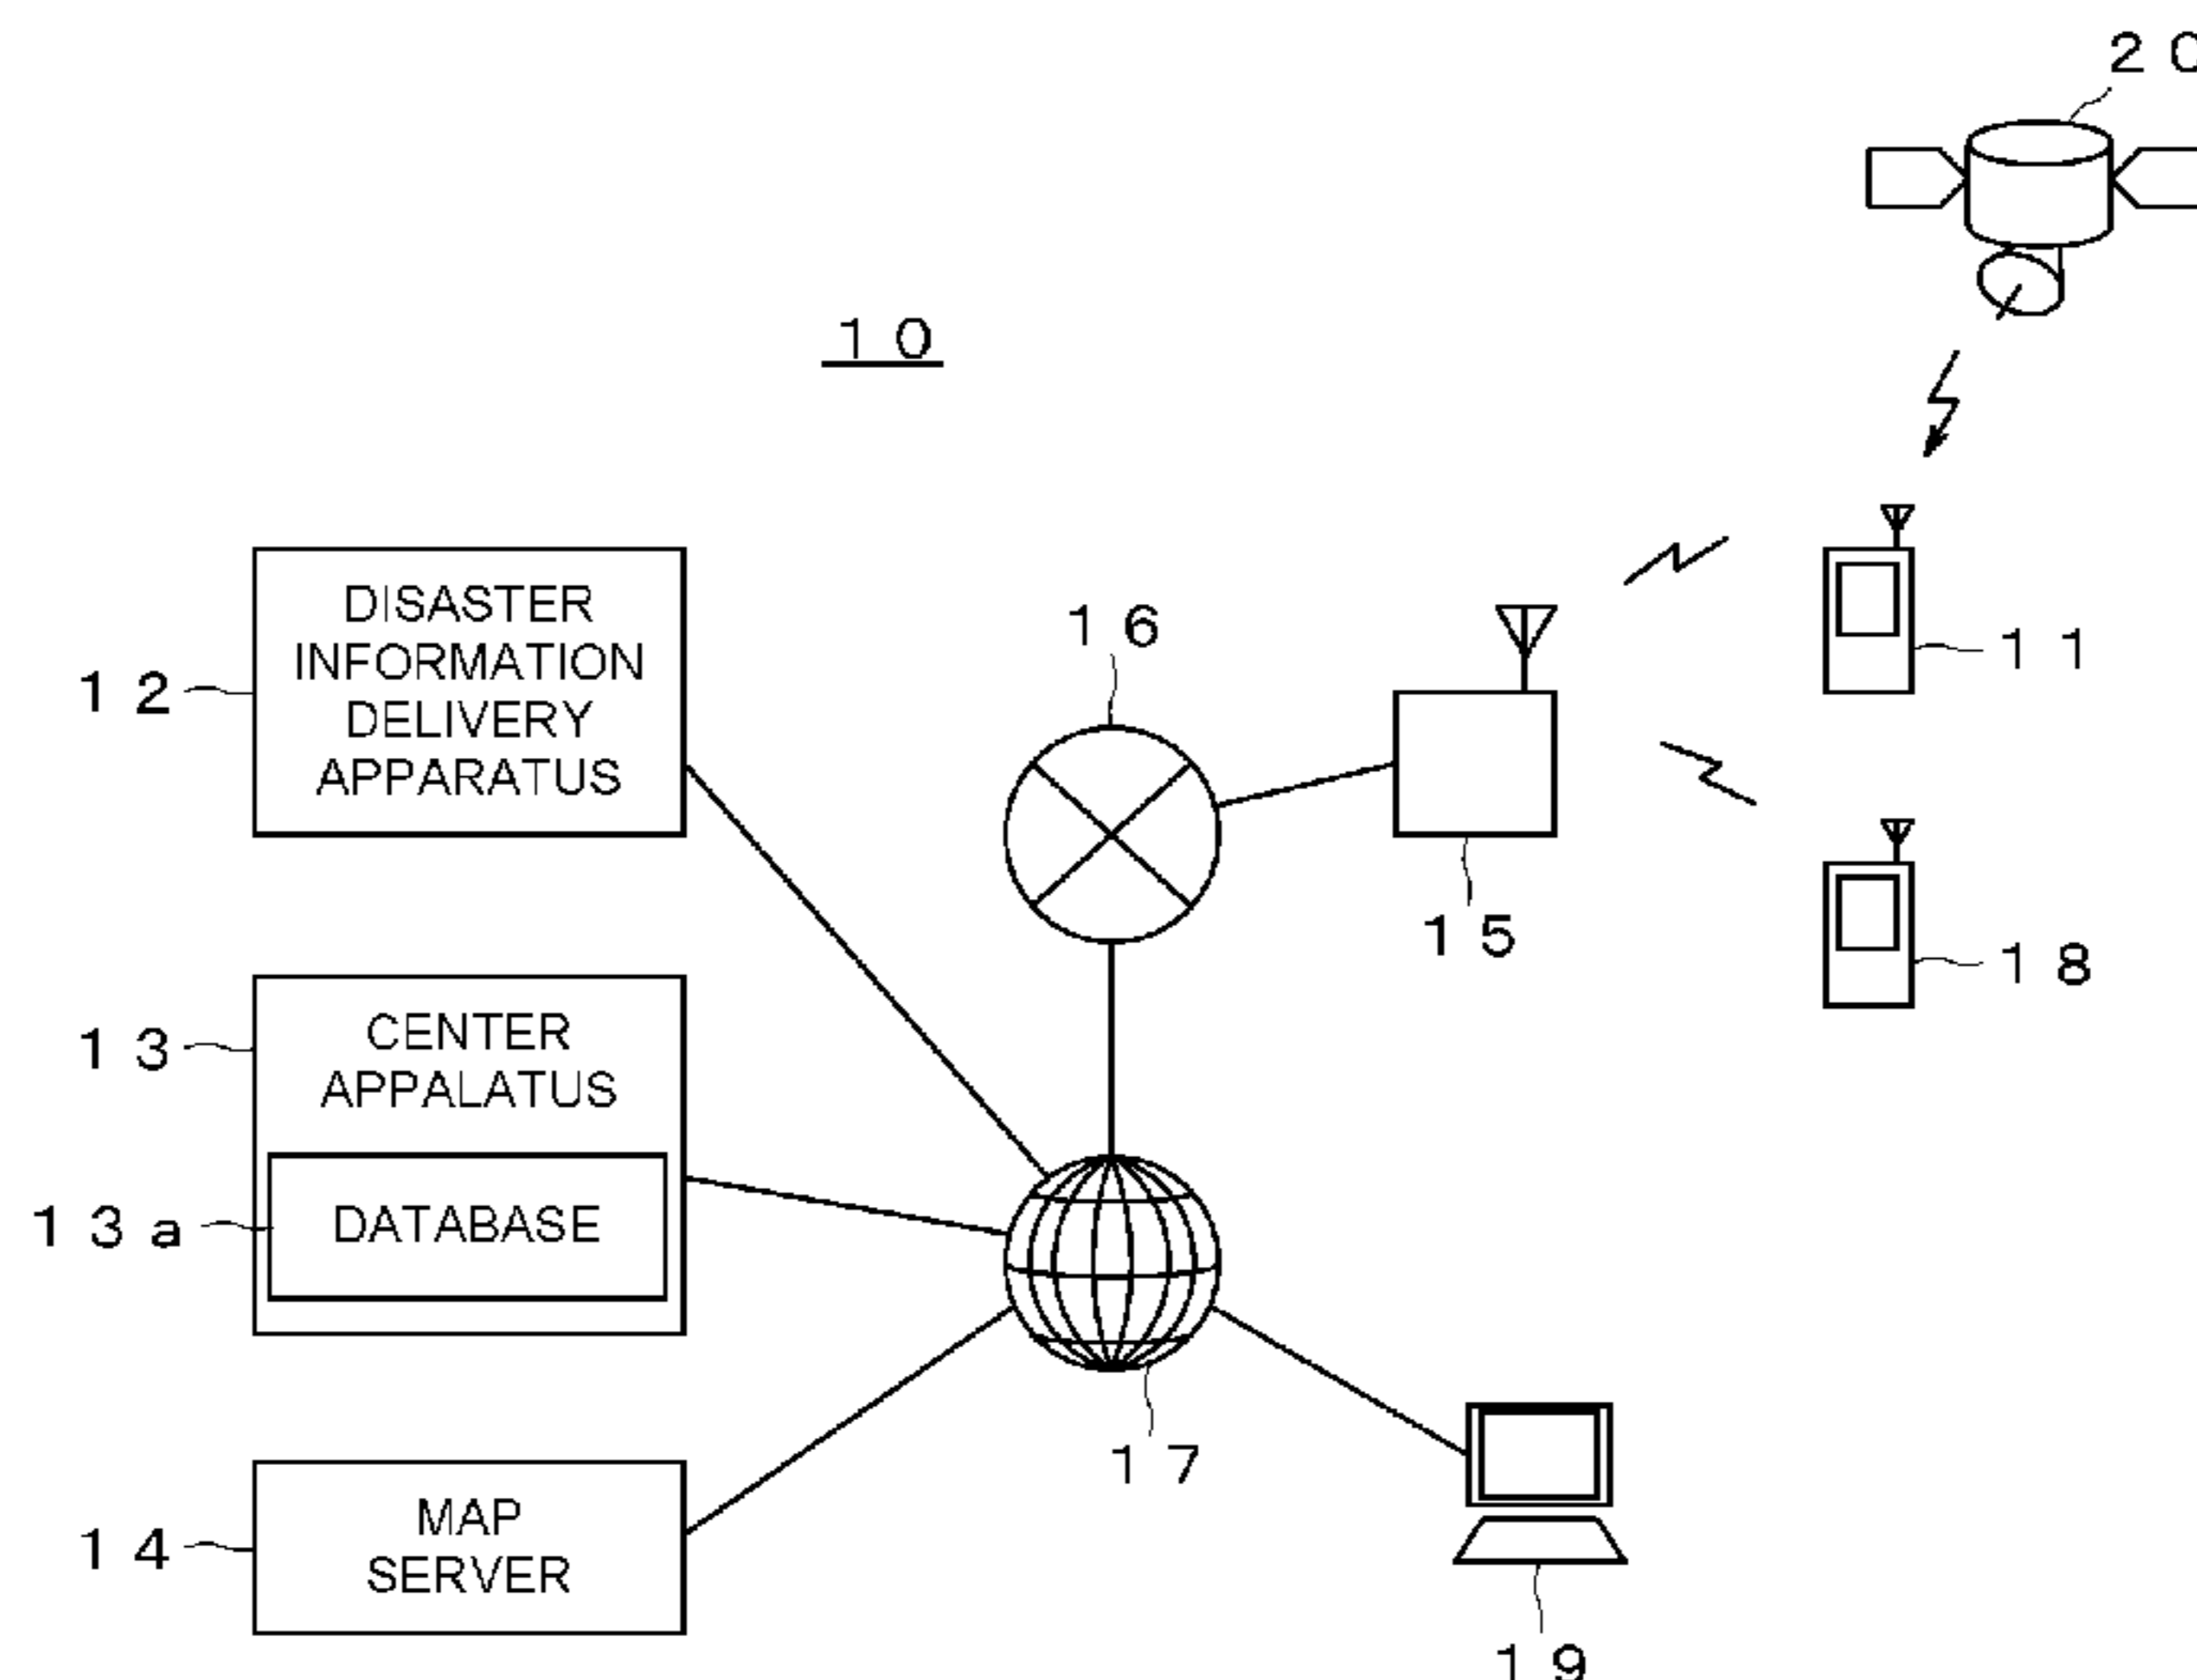 20
10
DISASTER
INFORMATION
DELIVERY
APPARATUS
12
16
11
15
18
13
CENTER
APPALATUS
13a
DATABASE
17
14
MAP
SERVER
19